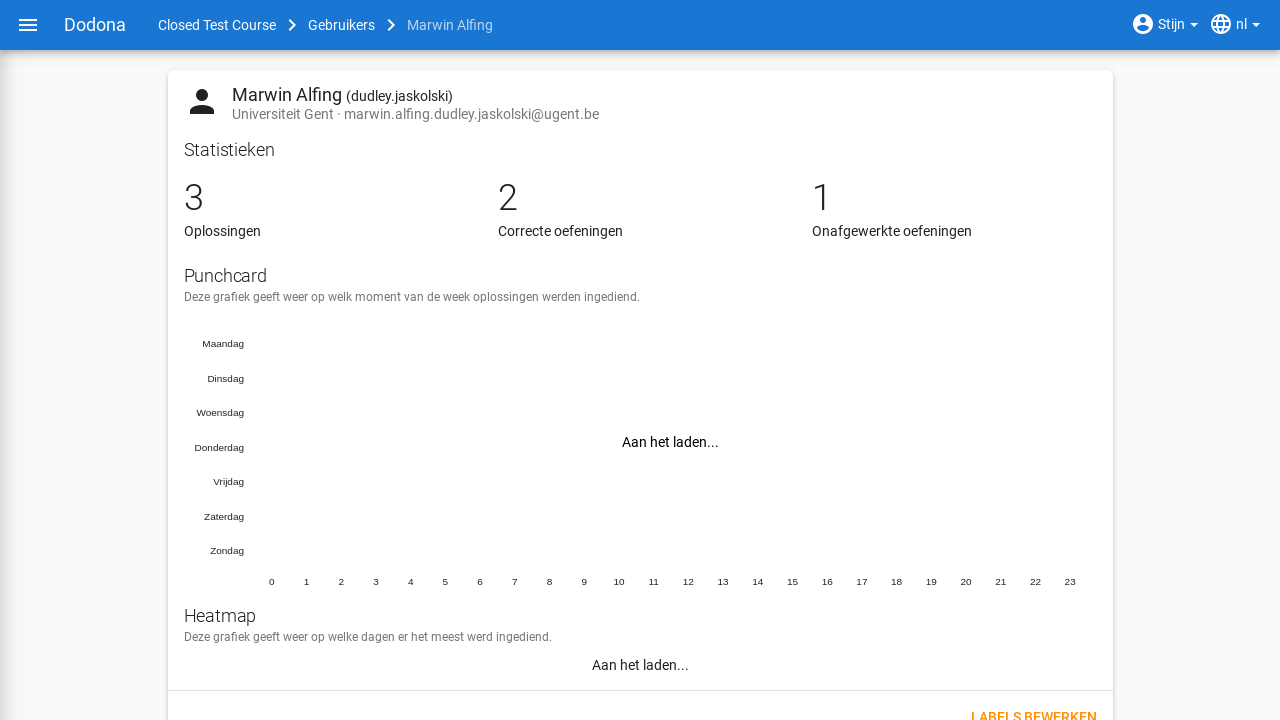 Dodona
Closed Test Course
Gebruikers
Marwin Alfing
Stijn
nl
Marwin Alfing (dudley.jaskolski)
Universiteit Gent · marwin.alfing.dudley.jaskolski@ugent.be
Statistieken
3
Oplossingen
2
Correcte oefeningen
1
Onafgewerkte oefeningen
Punchcard
Deze grafiek geeft weer op welk moment van de week oplossingen werden ingediend.
Maandag
Dinsdag
Woensdag
Donderdag
Vrijdag
Zaterdag
Zondag
Aan het laden...
0 1 2 3 4 5 6 7 8 9 10 11 12 13 14 15 16 17 18 19 20 21 22 23
Heatmap
Deze grafiek geeft weer op welke dagen er het meest werd ingediend.
Aan het laden...
LABELS BEWERKEN